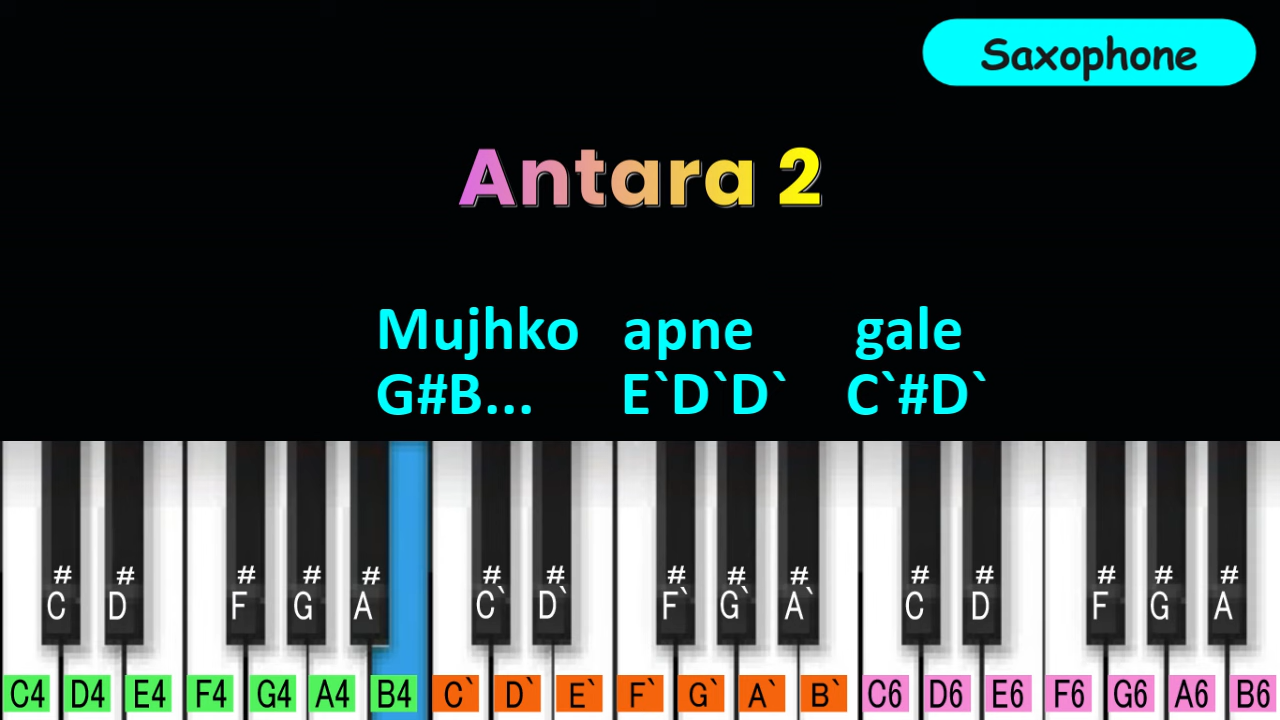 Saxophone
Antara 2
Mujhko apne gale
G#B... E`D`D` C`#D`
# # # # # # # # # # # # # # #
C D F G A C` D` F` G` A` C D F G A
C4 D4 E4 F4 G4 A4 B4 C` D` E` F` G` A` B` C6 D6 E6 F6 G6 A6 B6